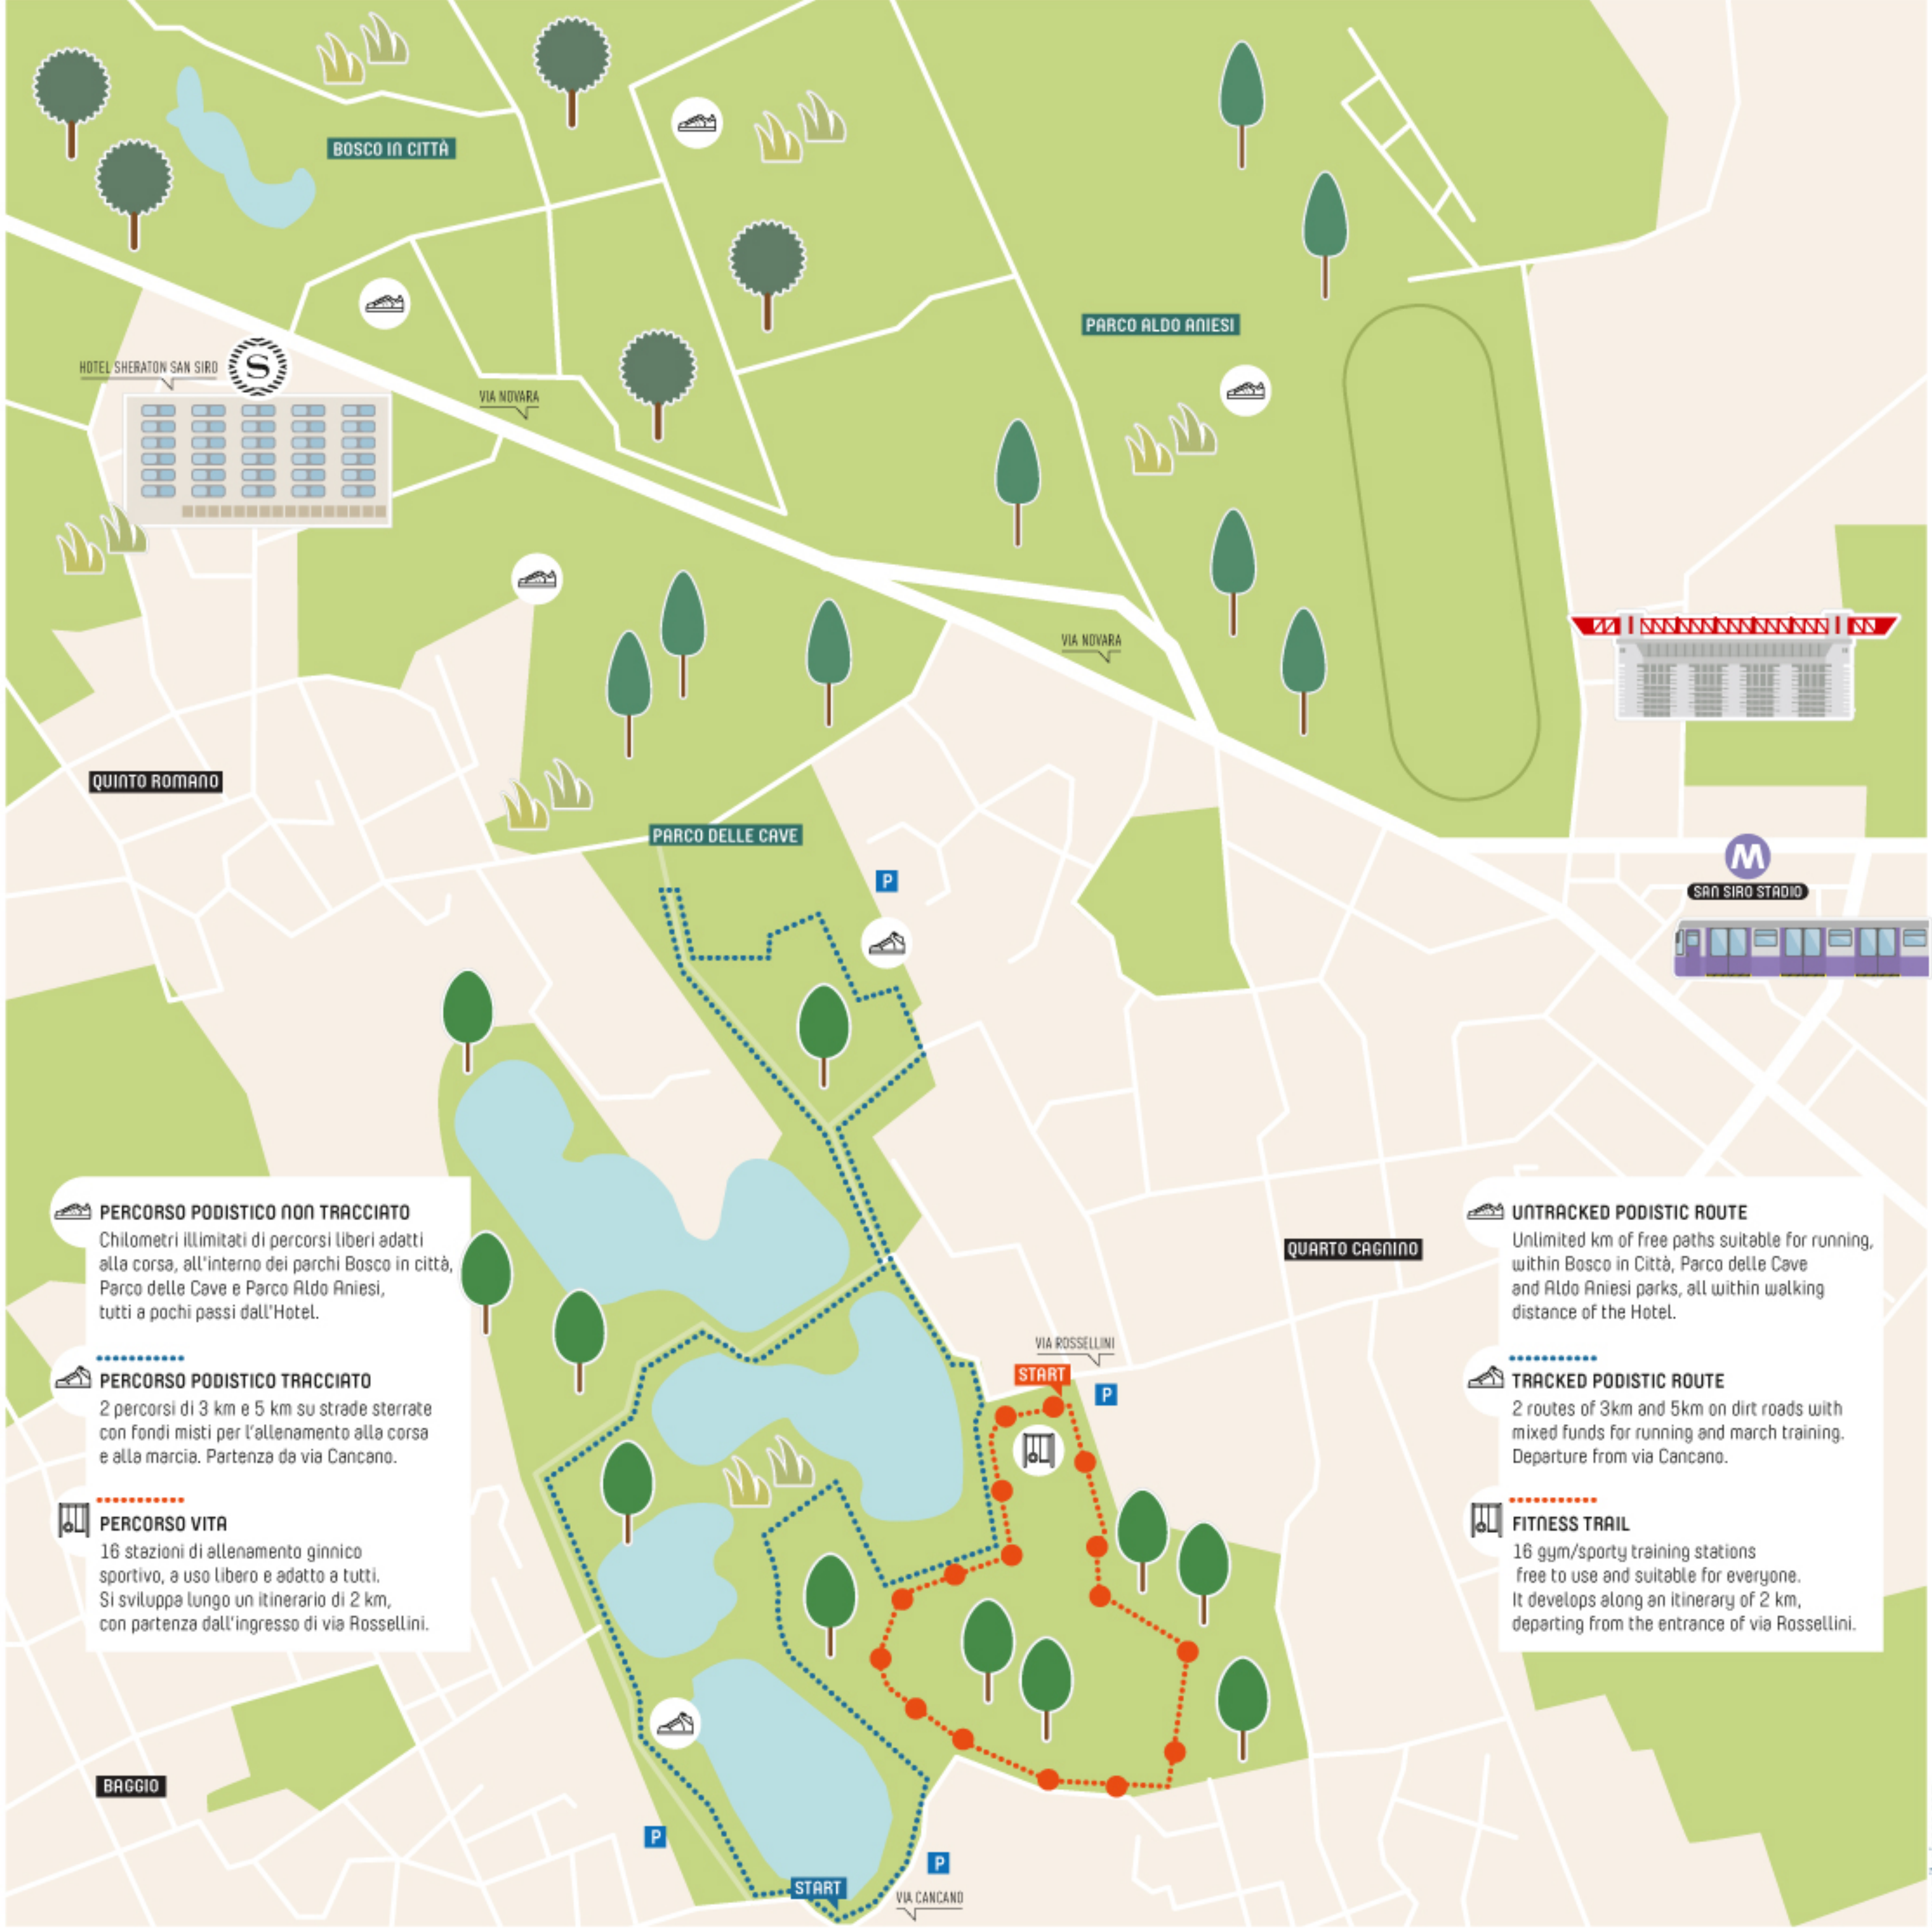 BOSCO IN CITTÀ
PARCO ALDO ANIESI
HOTEL SHERATON SAN SIRO
S
VIA NOVARA
VIA NOVARA
QUINTO ROMANO
PARCO DELLE CAVE
P
M
SAN SIRO STADIO
PERCORSO PODISTICO NON TRACCIATO
Chilometri illimitati di percorsi liberi adatti
alla corsa, all'interno dei parchi Bosco in città,
Parco delle Cave e Parco Aldo Aniesi,
tutti a pochi passi dall'Hotel.
PERCORSO PODISTICO TRACCIATO
2 percorsi di 3 km e 5 km su strade sterrate
con fondi misti per l'allenamento alla corsa
e alla marcia. Partenza da via Cancano.
PERCORSO VITA
16 stazioni di allenamento ginnico
sportivo, a uso libero e adatto a tutti.
Si sviluppa lungo un itinerario di 2 km,
con partenza dall'ingresso di via Rossellini.
UNTRACKED PODISTIC ROUTE
Unlimited km of free paths suitable for running,
within Bosco in Città, Parco delle Cave
and Aldo Aniesi parks, all within walking
distance of the Hotel.
TRACKED PODISTIC ROUTE
2 routes of 3km and 5km on dirt roads with
mixed funds for running and march training.
Departure from via Cancano.
FITNESS TRAIL
16 gym/sporty training stations
free to use and suitable for everyone.
It develops along an itinerary of 2 km,
departing from the entrance of via Rossellini.
QUARTO CAGNINO
VIA ROSSELLINI
START
P
BAGGIO
P
P
START
VIA CANCANO